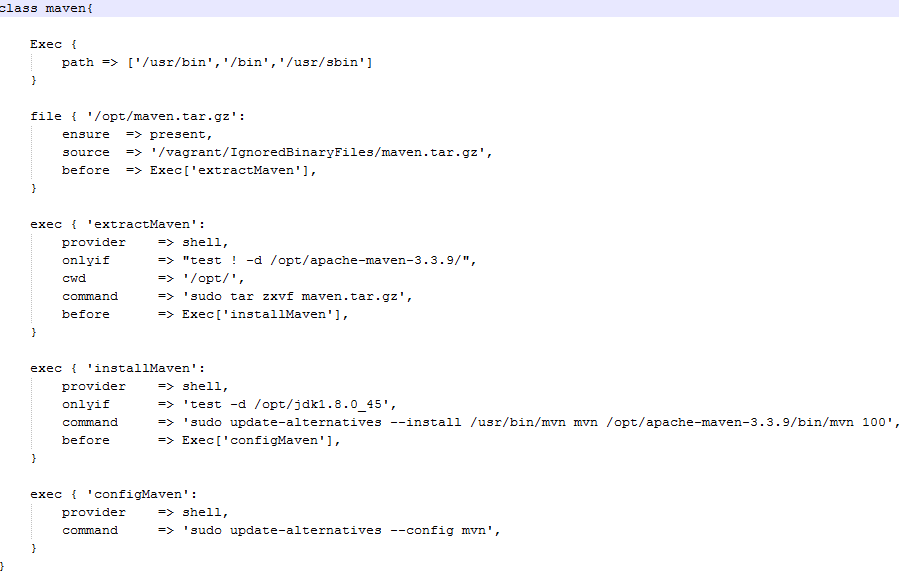 class maven{
Exec {
path => ['/usr/bin','/bin','/usr/sbin']
}
file { '/opt/maven.tar.gz':
ensure => present,
source => '/vagrant/IgnoredBinaryFiles/maven.tar.gz',
before => Exec['extractMaven'],
}
exec { 'extractMaven':
provider => shell,
onlyif => "test ! -d /opt/apache-maven-3.3.9/",
cwd => '/opt/',
command => 'sudo tar zxvf maven.tar.gz',
before => Exec['installMaven'],
}
exec { 'installMaven':
provider => shell,
onlyif => 'test -d /opt/jdk1.8.0_45',
command => 'sudo update-alternatives --install /usr/bin/mvn mvn /opt/apache-maven-3.3.9/bin/mvn 100',
before => Exec['configMaven'],
}
exec { 'configMaven':
provider => shell,
command => 'sudo update-alternatives --config mvn',
}
}